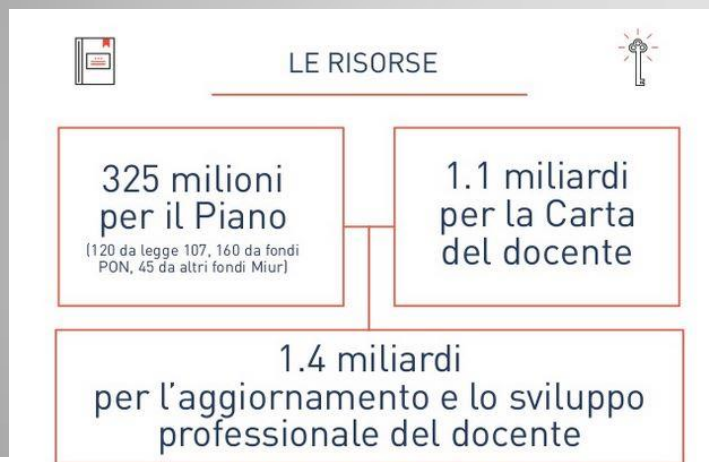 LE RISORSE
325 milioni
per il Piano
(120 da legge 107, 160 da fondi
PON, 45 da altri fondi Miur)
1.1 miliardi
per la Carta
del docente
1.4 miliardi
per l'aggiornamento e lo sviluppo
professionale del docente